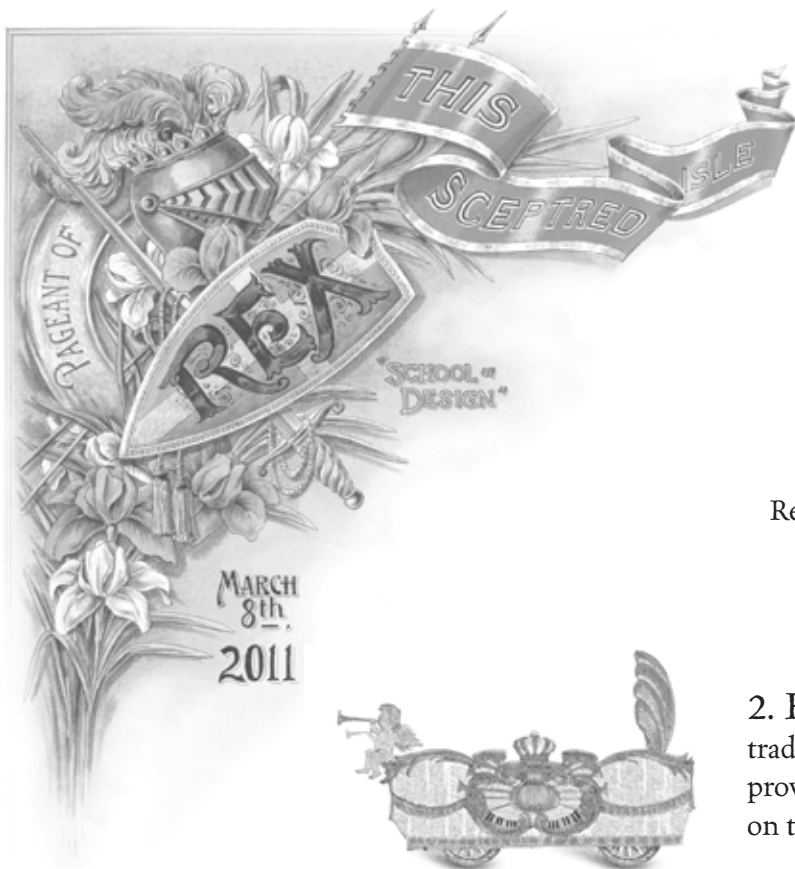 THIS
SCEPTRED
ISLE
PAGEANT OF
REX
"SCHOOL OF
DESIGN"
MARCH
8th.
2011
Re
2.
trad
prov
on t